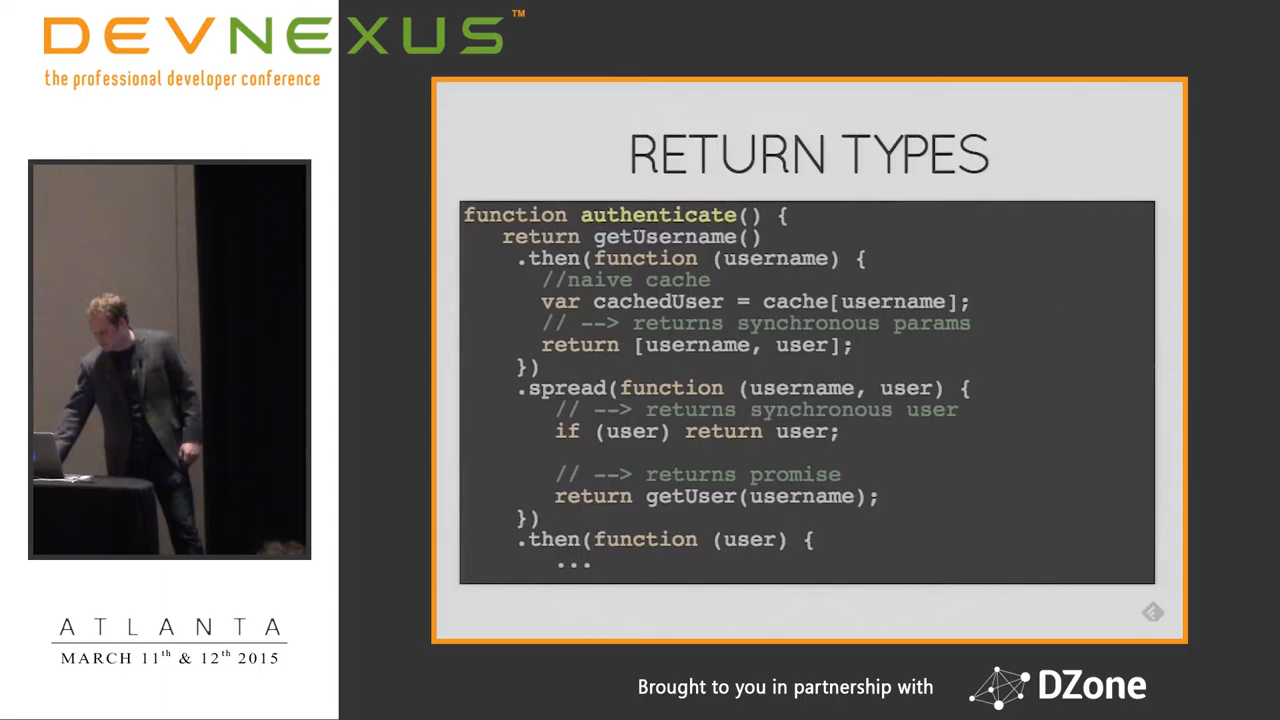 DEVNEXUS™
the professional developer conference
RETURN TYPES
function authenticate() {
return getUsername()
.then(function (username) {
//naive cache
var cachedUser = cache[username];
// --> returns synchronous params
return [username, user];
})
.spread(function (username, user) {
// --> returns synchronous user
if (user) return user;
// --> returns promise
return getUser(username);
})
.then(function (user) {
...
ATLANTA
MARCH 11th & 12th 2015
Brought to you in partnership with
DZone